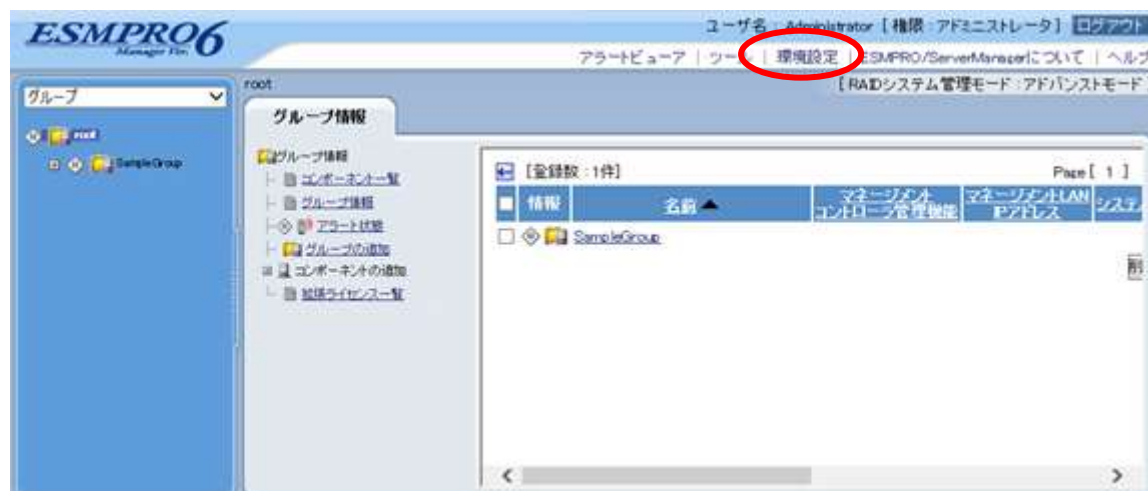 ESMPRO6
ユーザ名 : Administrator [ 権限 : アドミニストレータ ] ログアウト
アラートビューア | ツール | 環境設定 | ESMPRO/ServerManagerについて | ヘルプ
グループ
root
[ RAIDシステム管理モード : アドバンストモード
グループ情報
root
SampleGroup
グループ情報
コンポーネント一覧
グループ情報
アラート状態
グループの追加
コンポーネントの追加
拡張ライセンス一覧
[登録数 : 1件]
Page [ 1 ]
情報
名前▲
マネージメント
コントローラ管理機能
マネージメントLAN
IPアドレス
システム
SampleGroup